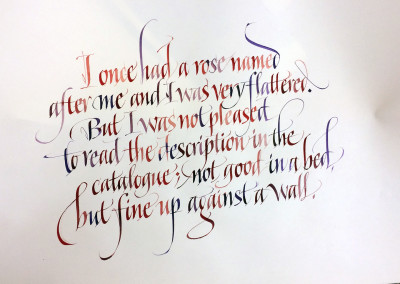 I once had a rose named
after me and I was very flattered.
But I was not pleased
to read the description in the
catalogue; not good in a bed,
but fine up against a wall.